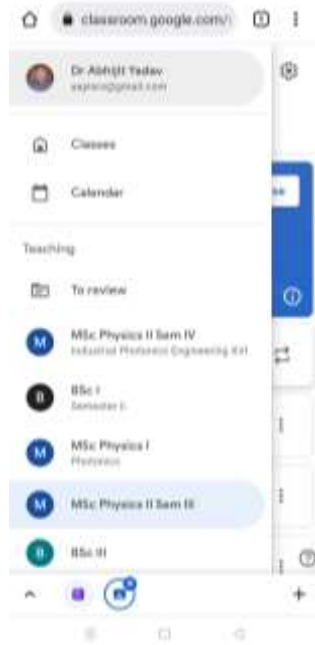 classroom.google.com/
Dr Abhijit Yadav
Classes
Calendar
Teaching
To review
M
MSc Physics II Sem IV
Industrial Photonics Engineering
B
BSc I
Semester
M
MSc Physics I
Photonics
M
MSc Physics II Sem III
B
BSc III